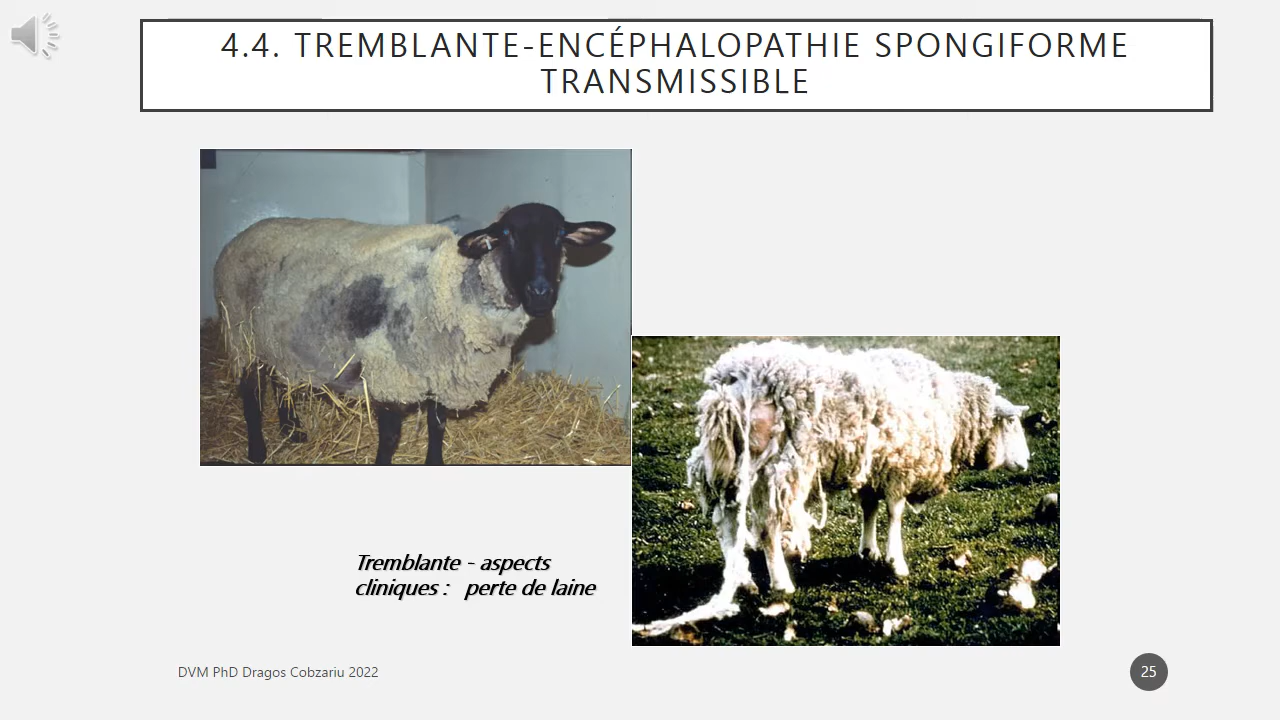 4.4. TREMBLANTE-ENCÉPHALOPATHIE SPONGIFORME
TRANSMISSIBLE
Tremblante - aspects
cliniques : perte de laine
DVM PhD Dragos Cobzariu 2022
25